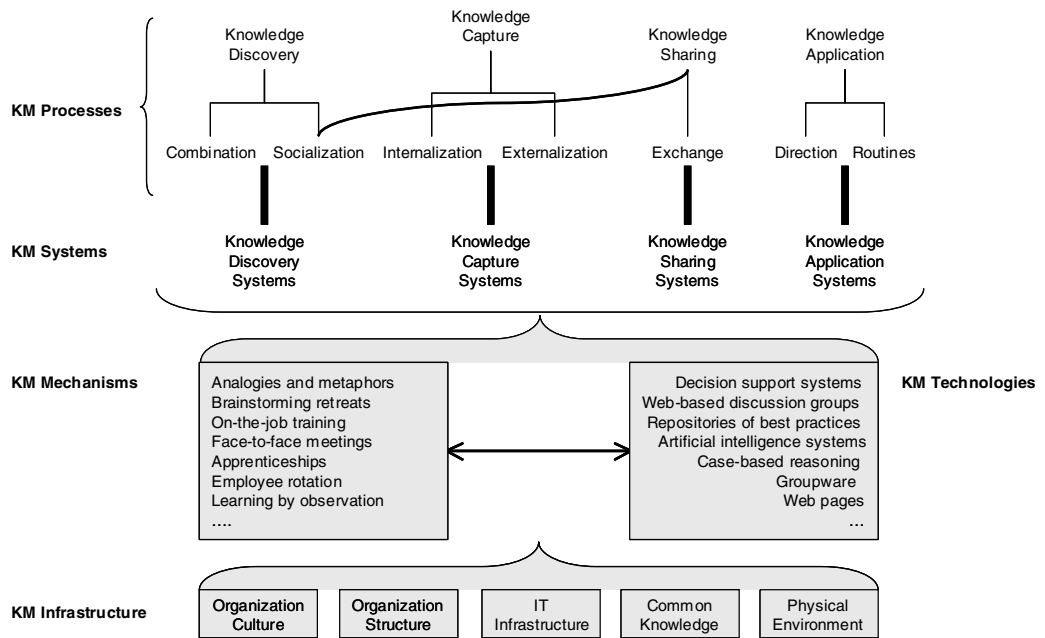 Knowledge
Discovery
Knowledge
Capture
Knowledge
Sharing
Knowledge
Application
KM Processes
Combination
Socialization
Internalization
Externalization
Exchange
Direction
Routines
KM Systems
Knowledge
Discovery
Systems
Knowledge
Capture
Systems
Knowledge
Sharing
Systems
Knowledge
Application
Systems
KM Mechanisms
Analogies and metaphors
Brainstorming retreats
On-the-job training
Face-to-face meetings
Apprenticeships
Employee rotation
Learning by observation
....
Decision support systems
Web-based discussion groups
Repositories of best practices
Artificial intelligence systems
Case-based reasoning
Groupware
Web pages
...
KM Technologies
KM Infrastructure
Organization
Culture
Organization
Structure
IT
Infrastructure
Common
Knowledge
Physical
Environment